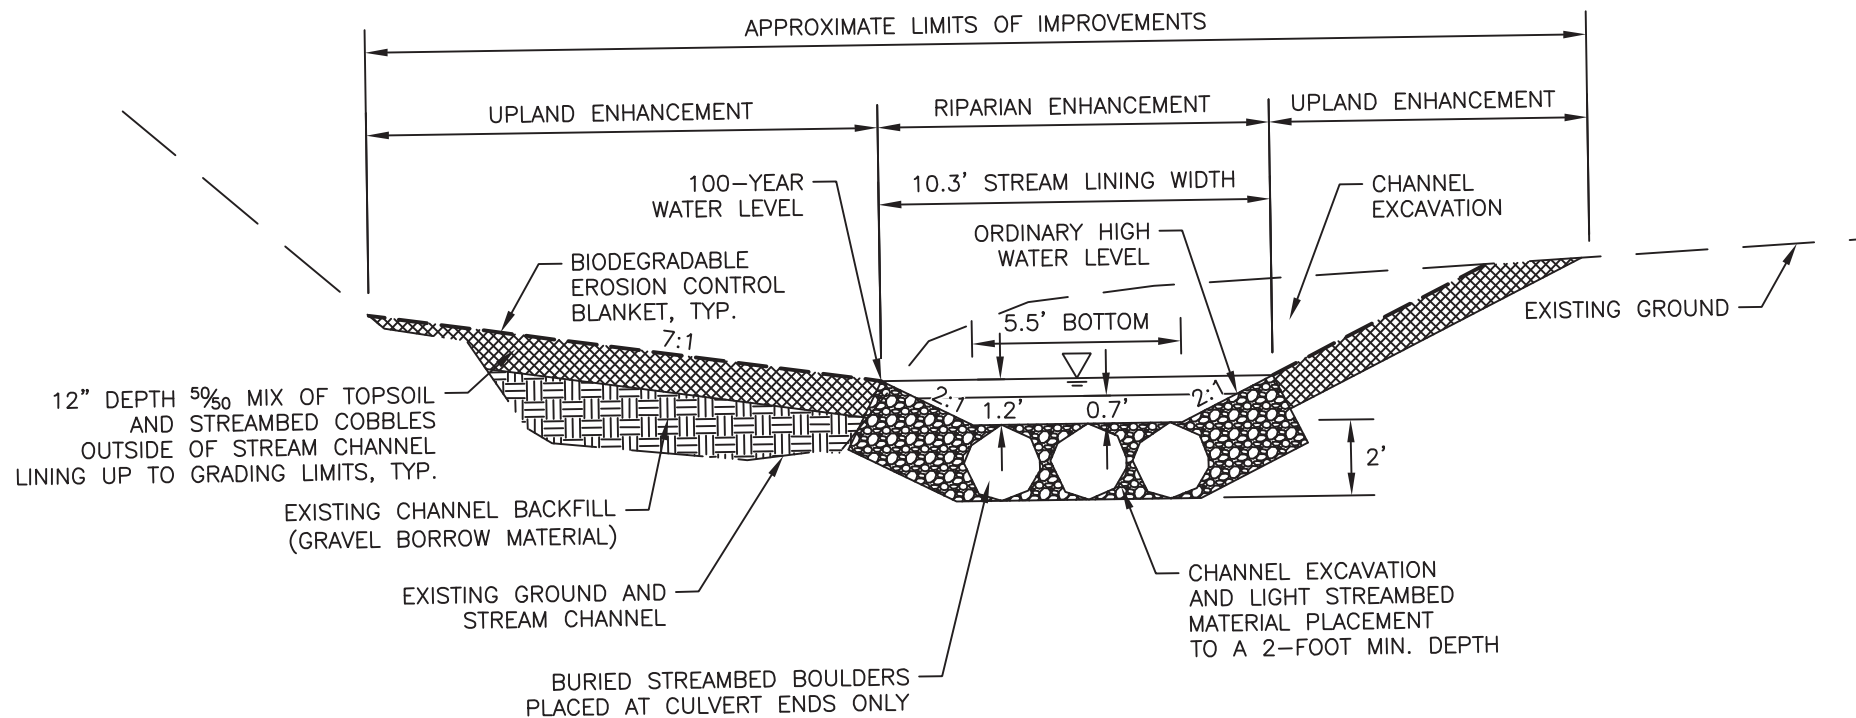 APPROXIMATE LIMITS OF IMPROVEMENTS
UPLAND ENHANCEMENT
RIPARIAN ENHANCEMENT
UPLAND ENHANCEMENT
100-YEAR
WATER LEVEL
10.3' STREAM LINING WIDTH
CHANNEL
EXCAVATION
ORDINARY HIGH
WATER LEVEL
BIODEGRADABLE
EROSION CONTROL
BLANKET, TYP.
5.5' BOTTOM
EXISTING GROUND
7:1
2:1
1.2'
0.7'
2:1
12" DEPTH 50/50 MIX OF TOPSOIL
AND STREAMBED COBBLES
OUTSIDE OF STREAM CHANNEL
LINING UP TO GRADING LIMITS, TYP.
2'
EXISTING CHANNEL BACKFILL
(GRAVEL BORROW MATERIAL)
EXISTING GROUND AND
STREAM CHANNEL
CHANNEL EXCAVATION
AND LIGHT STREAMBED
MATERIAL PLACEMENT
TO A 2-FOOT MIN. DEPTH
BURIED STREAMBED BOULDERS
PLACED AT CULVERT ENDS ONLY